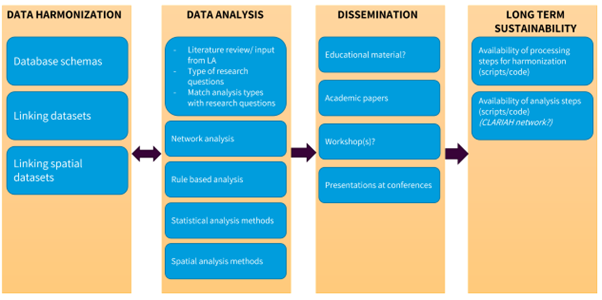 DATA HARMONIZATION
Database schemas
Linking datasets
Linking spatial
datasets
DATA ANALYSIS
- Literature review/ input
from LA
- Type of research
questions
- Match analysis types
with research questions
Network analysis
Rule based analysis
Statistical analysis methods
Spatial analysis methods
DISSEMINATION
Educational material?
Academic papers
Workshop(s)?
Presentations at conferences
LONG TERM
SUSTAINABILITY
Availability of processing
steps for harmonization
(scripts/code)
Availability of analysis steps
(scripts/code)
(CLARIAH network?)